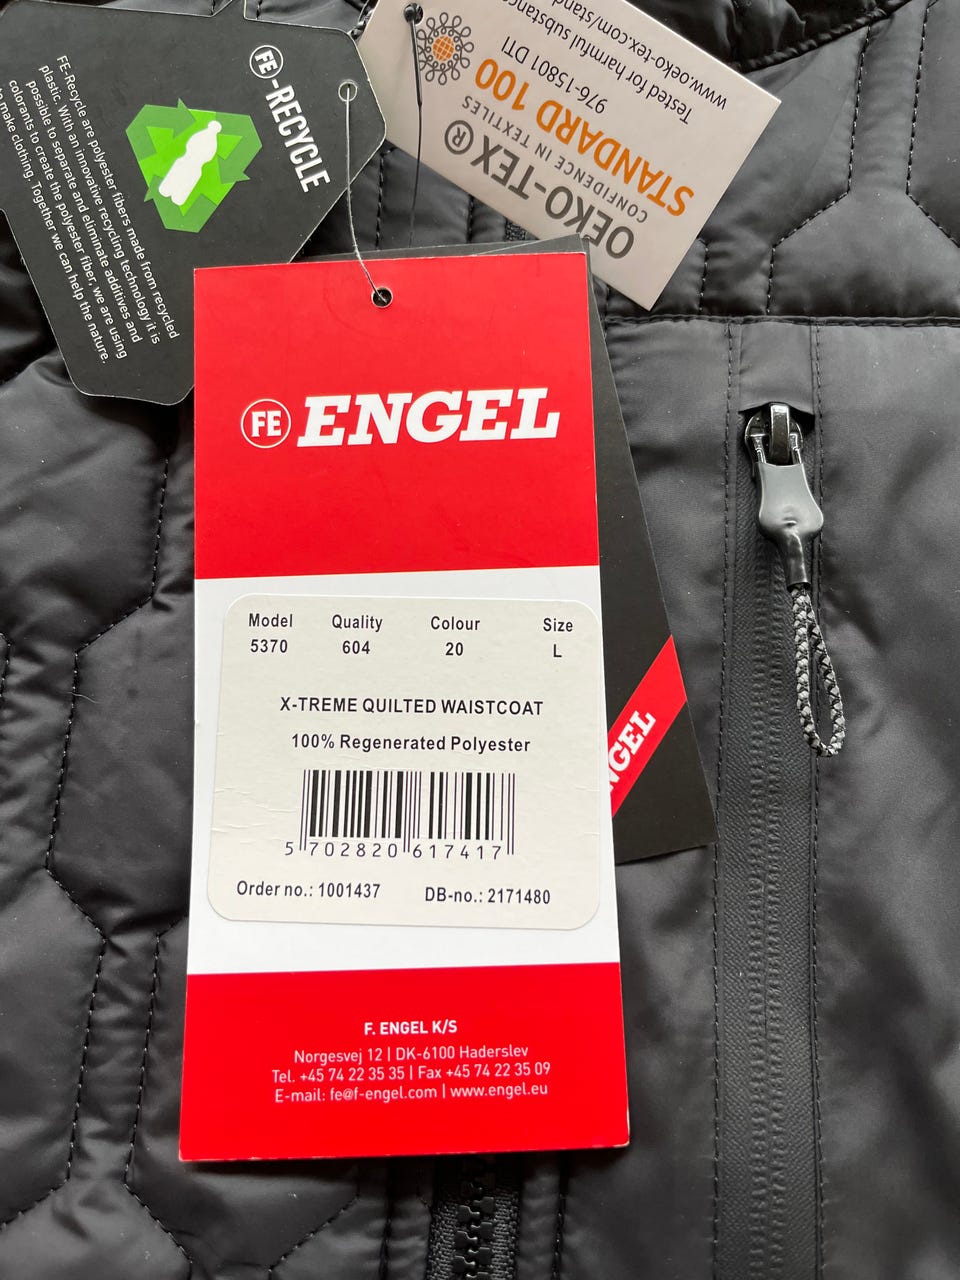 FE-RECYCLE
FE-Recycle are polyester fibers made from recycled
plastic. With an innovative recycling technology it is
possible to separate and eliminate additives and
colorants to create the polyester fiber, we are using
make clothing. Together we can help the nature.
OEKO-TEX®
CONFIDENCE IN TEXTILES
STANDARD 100
976-15801 DTI
Tested for harmful substanc
www.oeko-tex.com/stand
FE ENGEL
Model Quality Colour Size
5370 604 20 L
X-TREME QUILTED WAISTCOAT
100% Regenerated Polyester
5 702820 617417
Order no.: 1001437 DB-no.: 2171480
F. ENGEL K/S
Norgesvej 12 | DK-6100 Haderslev
Tel. +45 74 22 35 35 | Fax +45 74 22 35 09
E-mail: fe@f-engel.com | www.engel.eu
NGEL